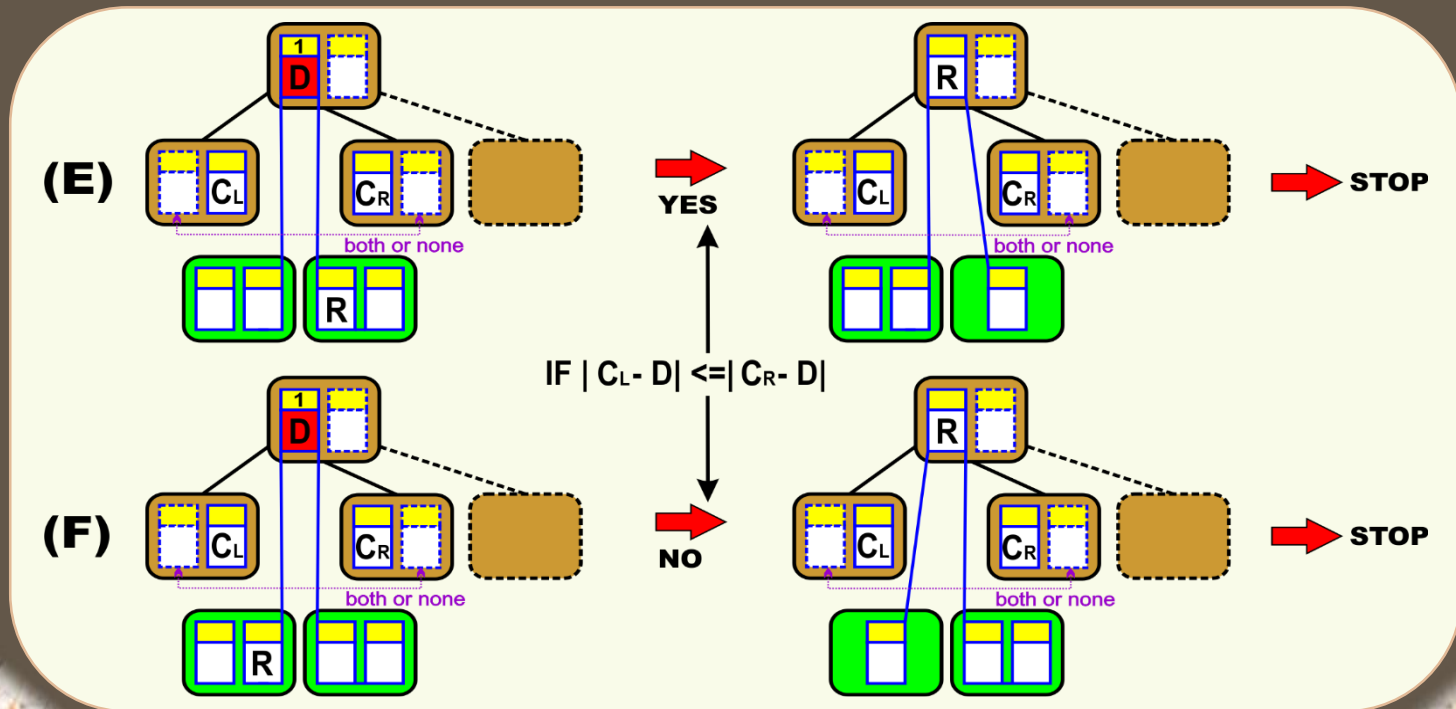 1
D
R
(E)
CL
CR
YES
CL
CR
STOP
both or none
both or none
R
IF | CL - D| <=| CR - D|
1
D
R
(F)
CL
CR
NO
CL
CR
STOP
both or none
both or none
R